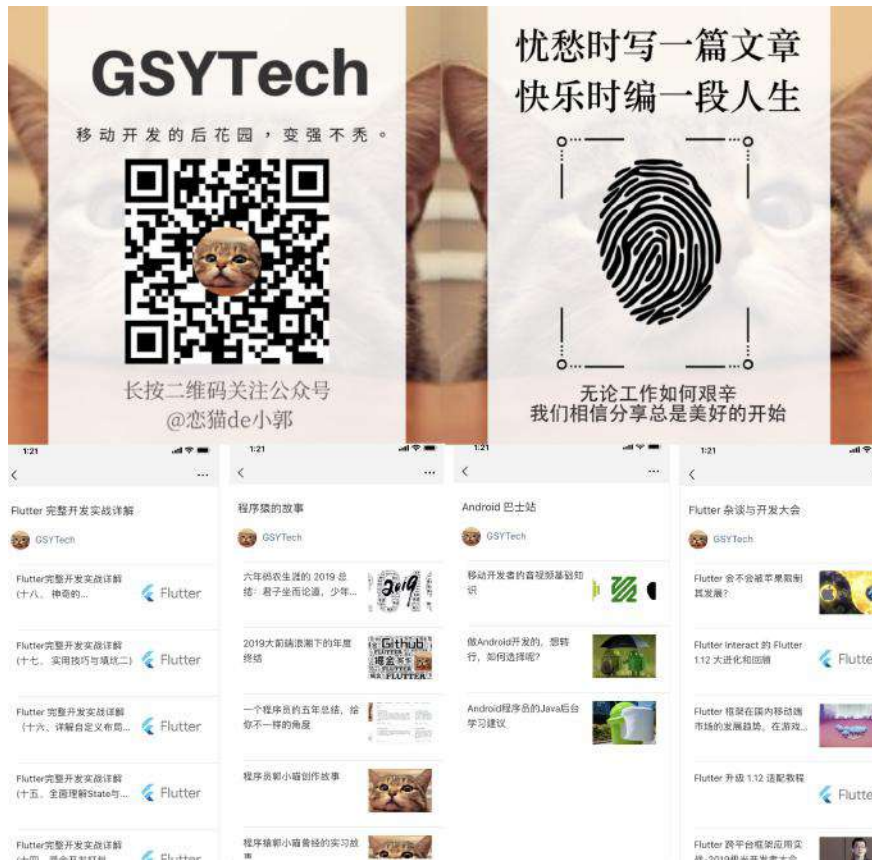 GSYTech
移动开发的后花园，变强不秃。
长按二维码关注公众号
@恋猫de小郭
忧愁时写一篇文章
快乐时编一段人生
无论工作如何艰辛
我们相信分享总是美好的开始
1:21
Flutter 完整开发实战详解
GSYTech
Flutter完整开发实战详解
(十八、 神奇的...
Flutter
Flutter完整开发实战详解
(十七、 实用技巧与填坑二)
Flutter
Flutter 完整开发实战详解
(十六、详解自定义布局...
Flutter
Flutter完整开发实战详解
(十五、全面理解State与...
Flutter
Flutter完整开发实战详解
1:21
程序猿的故事
GSYTech
六年码农生涯的 2019 总
结：君子坐而论道，少年...
2019
2019大前端浪潮下的年度
终结
Github
掘金
FLUTTER
一个程序员的五年总结，给
你不一样的角度
程序员郭小喵创作故事
程序猿郭小喵曾经的实习故
事
1:21
Android 巴士站
GSYTech
移动开发者的音视频基础知
识
做Android开发的，想转
行，如何选择呢？
Android程序员的Java后台
学习建议
1:21
Flutter 杂谈与开发大会
GSYTech
Flutter 会不会被苹果限制
其发展？
Flutter Interact 的 Flutter
1.12 大进化和回顾
Flutte
Flutter 框架在国内移动端
市场的发展趋势，在游戏...
Flutter 升级 1.12 适配教程
Flutte
Flutter 跨平台框架应用实
战-2019极光开发者大会